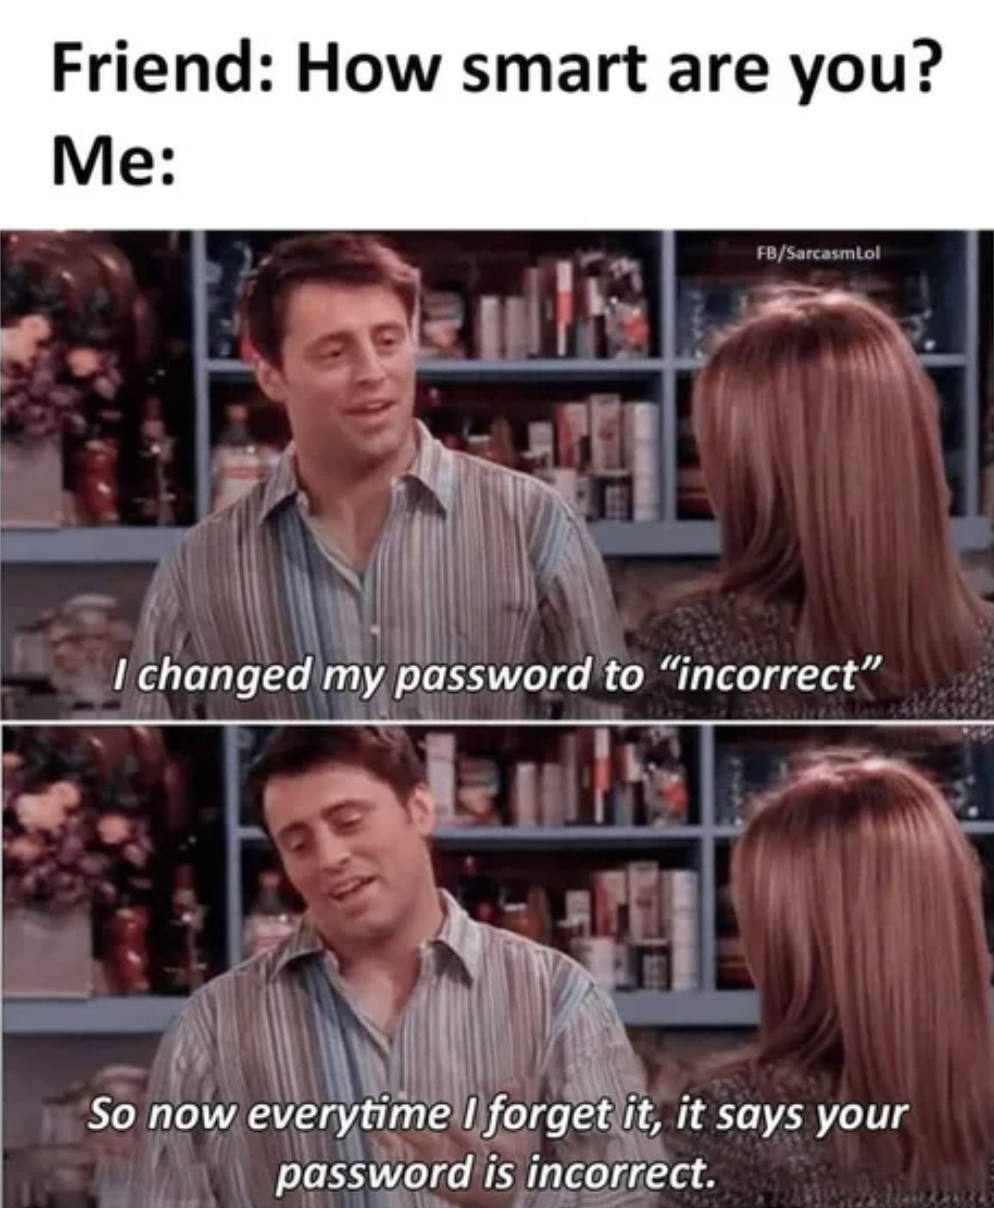 Friend: How smart are you?
Me:
FB/SarcasmLol
I changed my password to “incorrect”
So now everytime I forget it, it says your
password is incorrect.